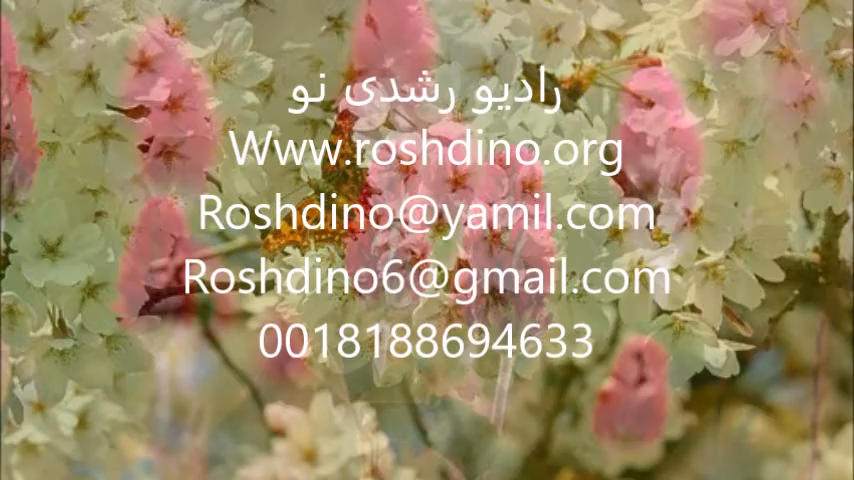 رادیو رشدی نو
Www.roshdino.org
Roshdino@yamil.com
Roshdino6@gmail.com
0018188694633